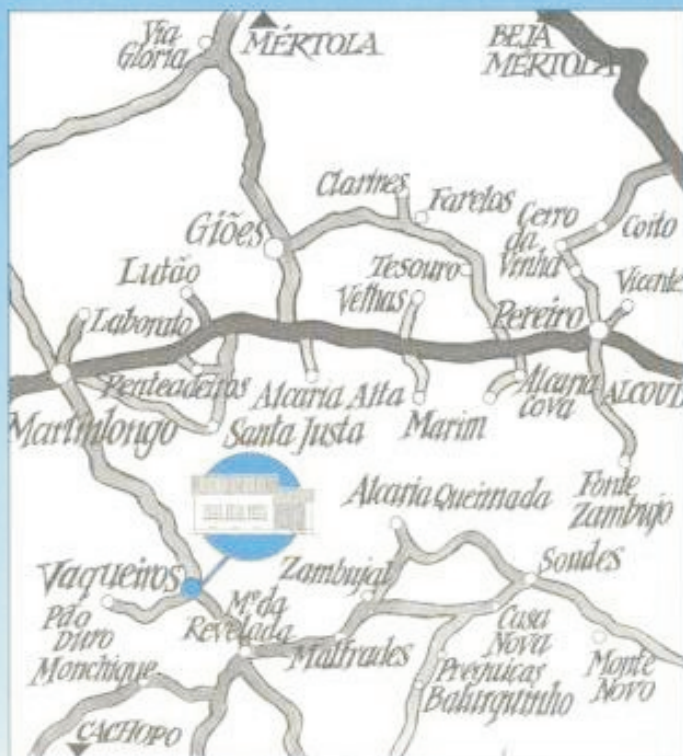 Via
Gloria
MÉRTOLA
BEJA
MÉRTOLA
Clarines
Farelos
Giões
Cerro
da
Vinha
Coito
Lutão
Tesouro
Velhas
Vicentes
Laborato
Pereiro
Penteadeiros
Alcaria Alta
Alcaria
Cova
ALCOUTI
Martinlongo
Santa Justa
Marim
Alcaria Queimada
Fonte
Zambujo
Vaqueiros
Zambujal
Soudes
Pão
Duro
Mº da
Revelada
Casa
Nova
Monchique
Malfrades
Preguiças
Monte
Novo
Balurquinho
CACHOPO